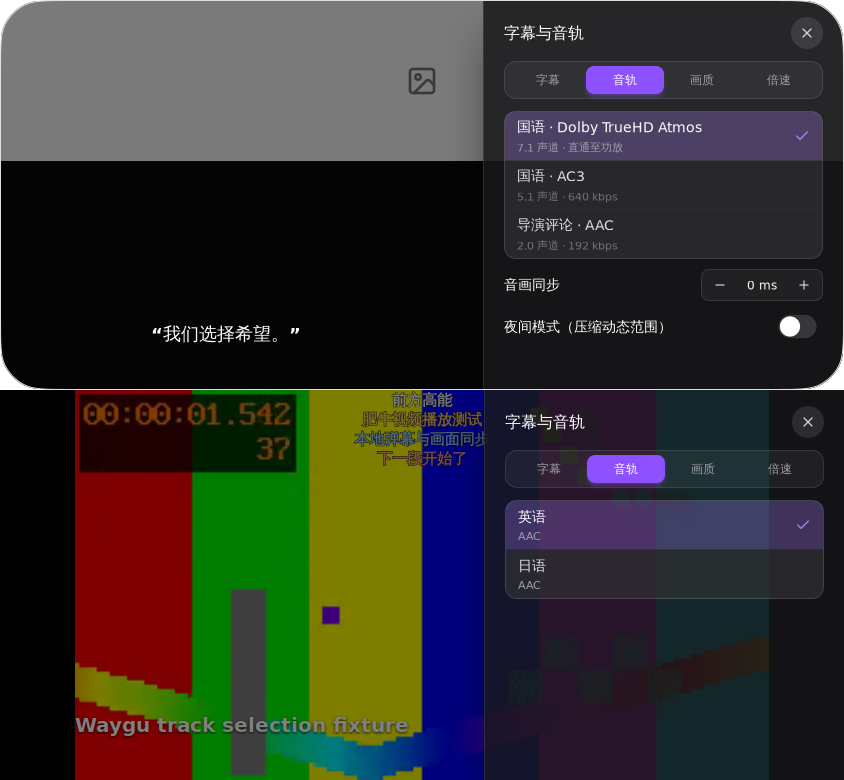 字幕与音轨
字幕 音轨 画质 倍速
国语 · Dolby TrueHD Atmos
7.1 声道 · 直通至功放
国语 · AC3
5.1 声道 · 640 kbps
导演评论 · AAC
2.0 声道 · 192 kbps
音画同步 − 0 ms +
夜间模式（压缩动态范围）
“我们选择希望。”
00:00:01.542
37
前方高能
肥牛视频播放测试
本地弹幕与画面同步
下一段开始了
字幕与音轨
字幕 音轨 画质 倍速
英语
AAC
日语
AAC
Waygu track selection fixture